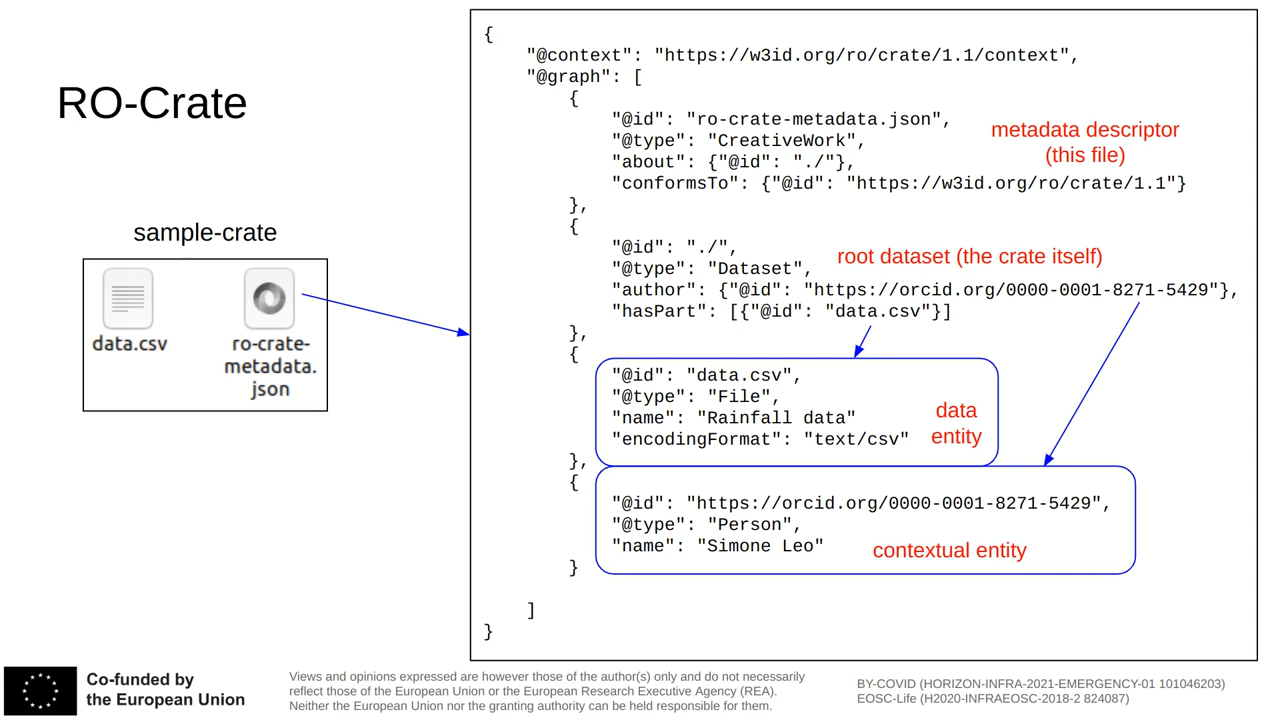 RO-Crate
sample-crate
data.csv
ro-crate-
metadata.
json
{
    "@context": "https://w3id.org/ro/crate/1.1/context",
    "@graph": [
        {
            "@id": "ro-crate-metadata.json",
            "@type": "CreativeWork",
            "about": {"@id": "./"},
            "conformsTo": {"@id": "https://w3id.org/ro/crate/1.1"}
        },
        {
            "@id": "./",
            "@type": "Dataset",
            "author": {"@id": "https://orcid.org/0000-0001-8271-5429"},
            "hasPart": [{"@id": "data.csv"}]
        },
        {
            "@id": "data.csv",
            "@type": "File",
            "name": "Rainfall data"
            "encodingFormat": "text/csv"
        },
        {
            "@id": "https://orcid.org/0000-0001-8271-5429",
            "@type": "Person",
            "name": "Simone Leo"
        }
    ]
}
metadata descriptor
(this file)
root dataset (the crate itself)
data
entity
contextual entity
Co-funded by
the European Union
Views and opinions expressed are however those of the author(s) only and do not necessarily
reflect those of the European Union or the European Research Executive Agency (REA).
Neither the European Union nor the granting authority can be held responsible for them.
BY-COVID (HORIZON-INFRA-2021-EMERGENCY-01 101046203)
EOSC-Life (H2020-INFRAEOSC-2018-2 824087)